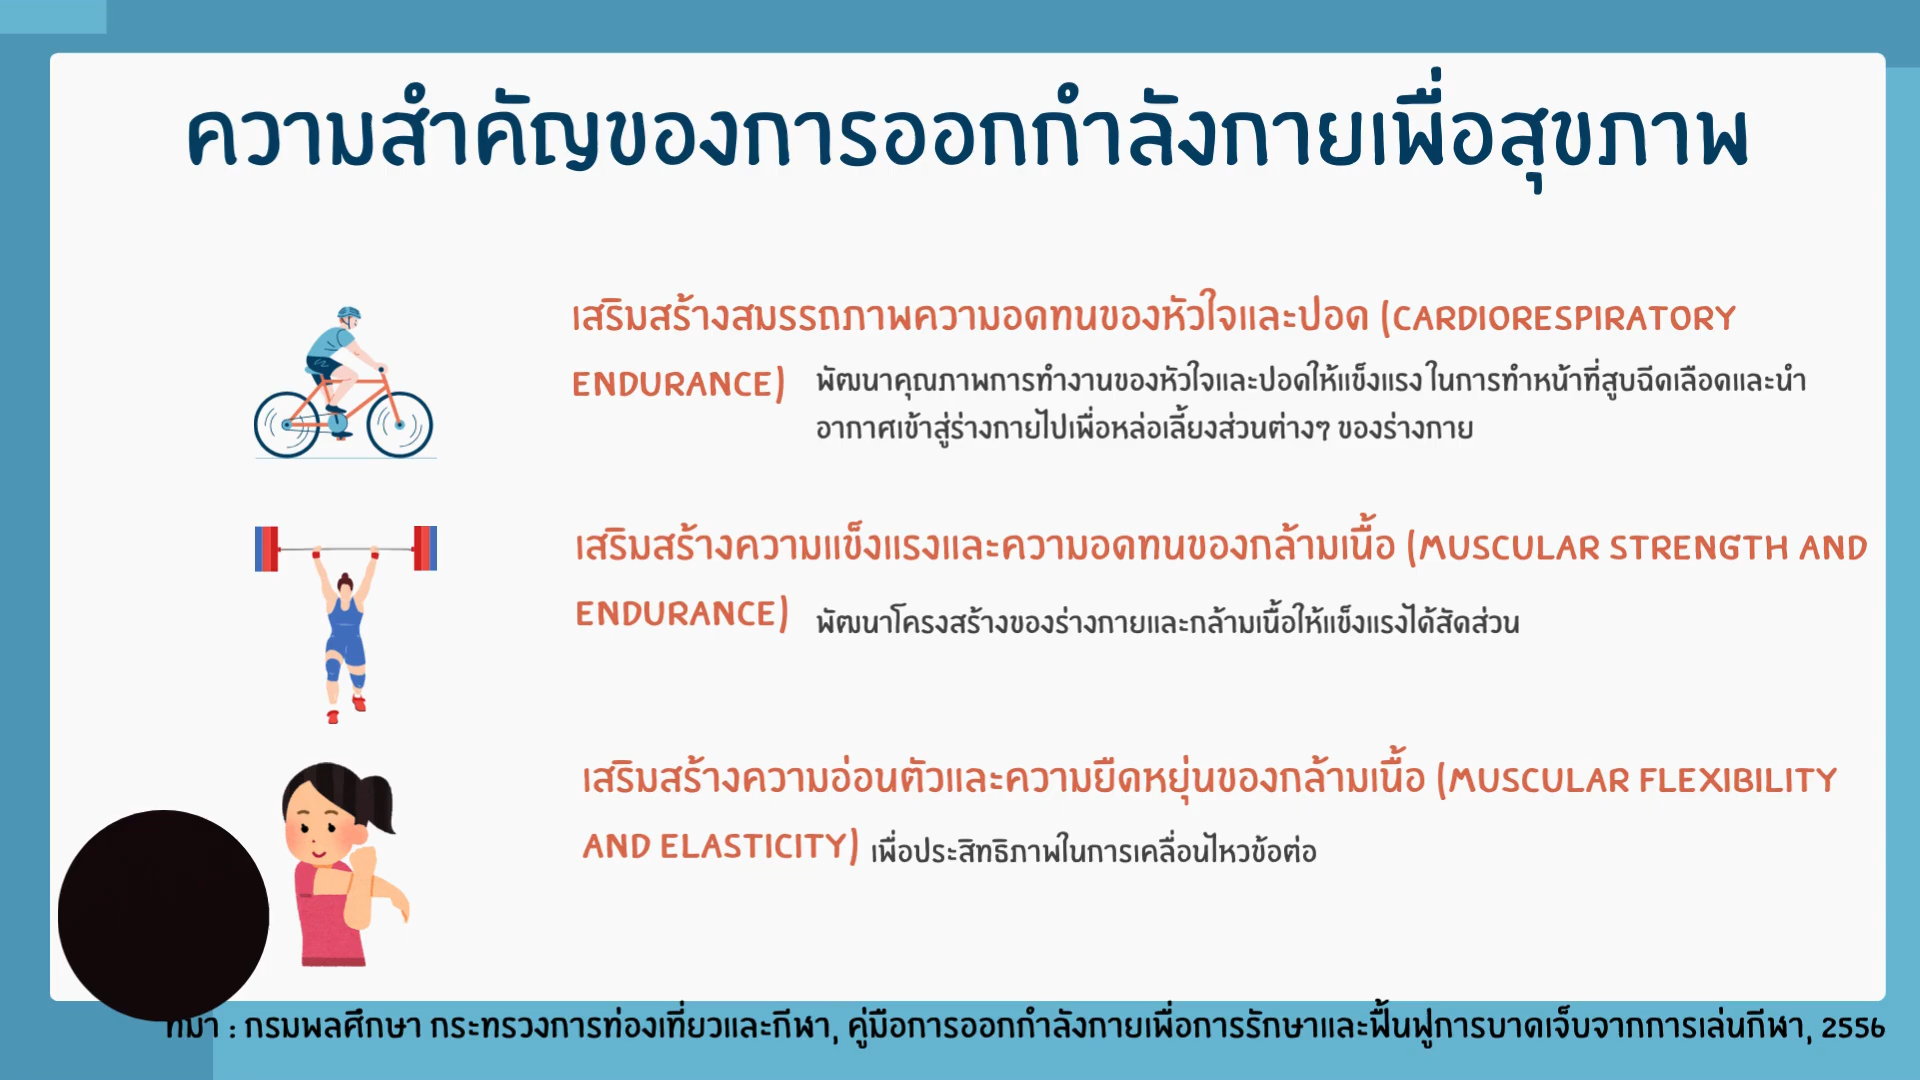 ความสำคัญของการออกกำลังกายเพื่อสุขภาพ
เสริมสร้างสมรรถภาพความอดทนของหัวใจและปอด (CARDIORESPIRATORY
ENDURANCE) พัฒนาคุณภาพการทำงานของหัวใจและปอดให้แข็งแรง ในการทำหน้าที่สูบฉีดเลือดและนำ
อากาศเข้าสู่ร่างกายไปเพื่อหล่อเลี้ยงส่วนต่างๆ ของร่างกาย
เสริมสร้างความแข็งแรงและความอดทนของกล้ามเนื้อ (MUSCULAR STRENGTH AND
ENDURANCE) พัฒนาโครงสร้างของร่างกายและกล้ามเนื้อให้แข็งแรงได้สัดส่วน
เสริมสร้างความอ่อนตัวและความยืดหยุ่นของกล้ามเนื้อ (MUSCULAR FLEXIBILITY
AND ELASTICITY) เพื่อประสิทธิภาพในการเคลื่อนไหวข้อต่อ
ที่มา : กรมพลศึกษา กระทรวงการท่องเที่ยวและกีฬา, คู่มือการออกกำลังกายเพื่อการรักษาและฟื้นฟูการบาดเจ็บจากการเล่นกีฬา, 2556